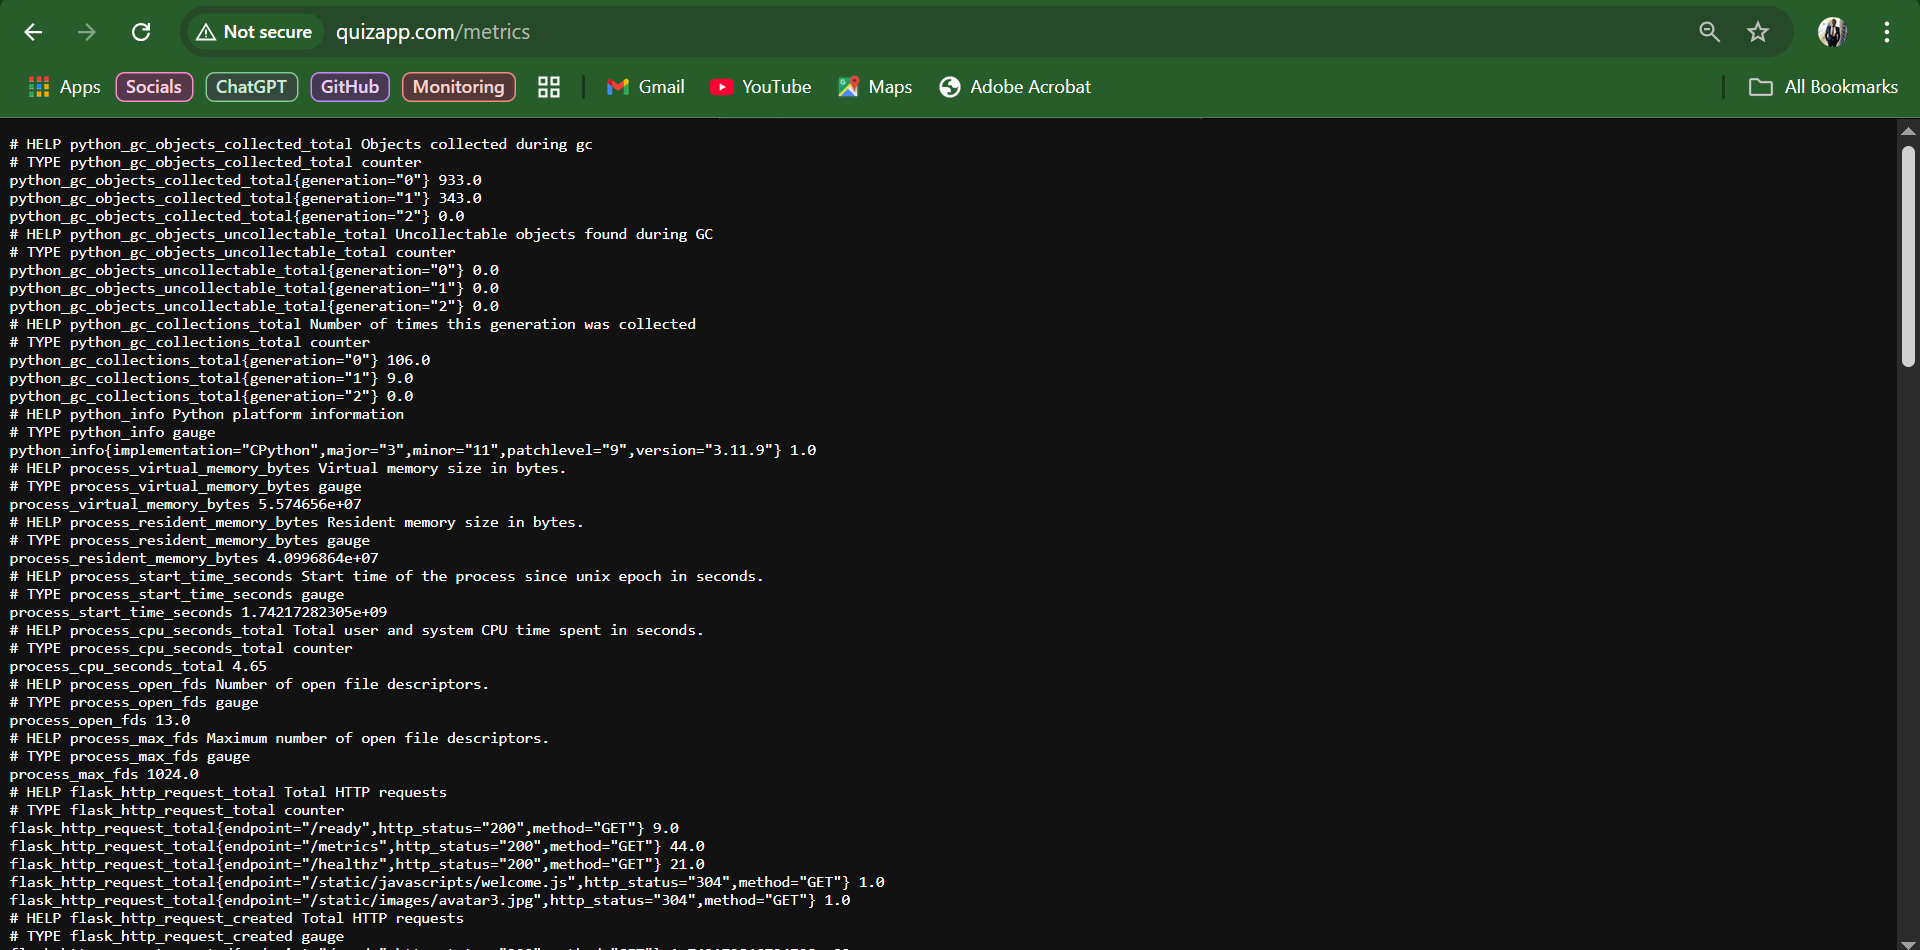 Not secure quizapp.com/metrics
Apps Socials ChatGPT GitHub Monitoring Gmail YouTube Maps Adobe Acrobat All Bookmarks
# HELP python_gc_objects_collected_total Objects collected during gc
# TYPE python_gc_objects_collected_total counter
python_gc_objects_collected_total{generation="0"} 933.0
python_gc_objects_collected_total{generation="1"} 343.0
python_gc_objects_collected_total{generation="2"} 0.0
# HELP python_gc_objects_uncollectable_total Uncollectable objects found during GC
# TYPE python_gc_objects_uncollectable_total counter
python_gc_objects_uncollectable_total{generation="0"} 0.0
python_gc_objects_uncollectable_total{generation="1"} 0.0
python_gc_objects_uncollectable_total{generation="2"} 0.0
# HELP python_gc_collections_total Number of times this generation was collected
# TYPE python_gc_collections_total counter
python_gc_collections_total{generation="0"} 106.0
python_gc_collections_total{generation="1"} 9.0
python_gc_collections_total{generation="2"} 0.0
# HELP python_info Python platform information
# TYPE python_info gauge
python_info{implementation="CPython",major="3",minor="11",patchlevel="9",version="3.11.9"} 1.0
# HELP process_virtual_memory_bytes Virtual memory size in bytes.
# TYPE process_virtual_memory_bytes gauge
process_virtual_memory_bytes 5.574656e+07
# HELP process_resident_memory_bytes Resident memory size in bytes.
# TYPE process_resident_memory_bytes gauge
process_resident_memory_bytes 4.0996864e+07
# HELP process_start_time_seconds Start time of the process since unix epoch in seconds.
# TYPE process_start_time_seconds gauge
process_start_time_seconds 1.74217282305e+09
# HELP process_cpu_seconds_total Total user and system CPU time spent in seconds.
# TYPE process_cpu_seconds_total counter
process_cpu_seconds_total 4.65
# HELP process_open_fds Number of open file descriptors.
# TYPE process_open_fds gauge
process_open_fds 13.0
# HELP process_max_fds Maximum number of open file descriptors.
# TYPE process_max_fds gauge
process_max_fds 1024.0
# HELP flask_http_request_total Total HTTP requests
# TYPE flask_http_request_total counter
flask_http_request_total{endpoint="/ready",http_status="200",method="GET"} 9.0
flask_http_request_total{endpoint="/metrics",http_status="200",method="GET"} 44.0
flask_http_request_total{endpoint="/healthz",http_status="200",method="GET"} 21.0
flask_http_request_total{endpoint="/static/javascripts/welcome.js",http_status="304",method="GET"} 1.0
flask_http_request_total{endpoint="/static/images/avatar3.jpg",http_status="304",method="GET"} 1.0
# HELP flask_http_request_created Total HTTP requests
# TYPE flask_http_request_created gauge